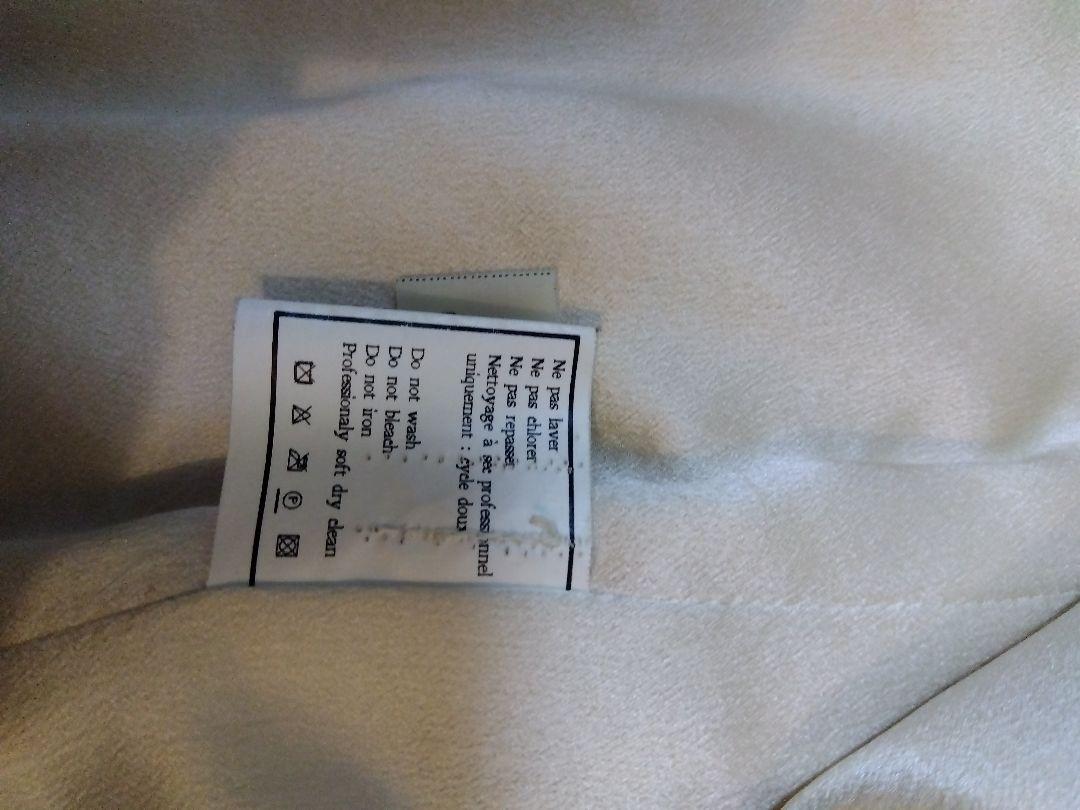 Ne pas laver
Ne pas chlorer
Ne pas repasser
Nettoyage à sec professionnel
uniquement : cycle doux
Do not wash
Do not bleach
Do not iron
Professionaly soft dry clean
P